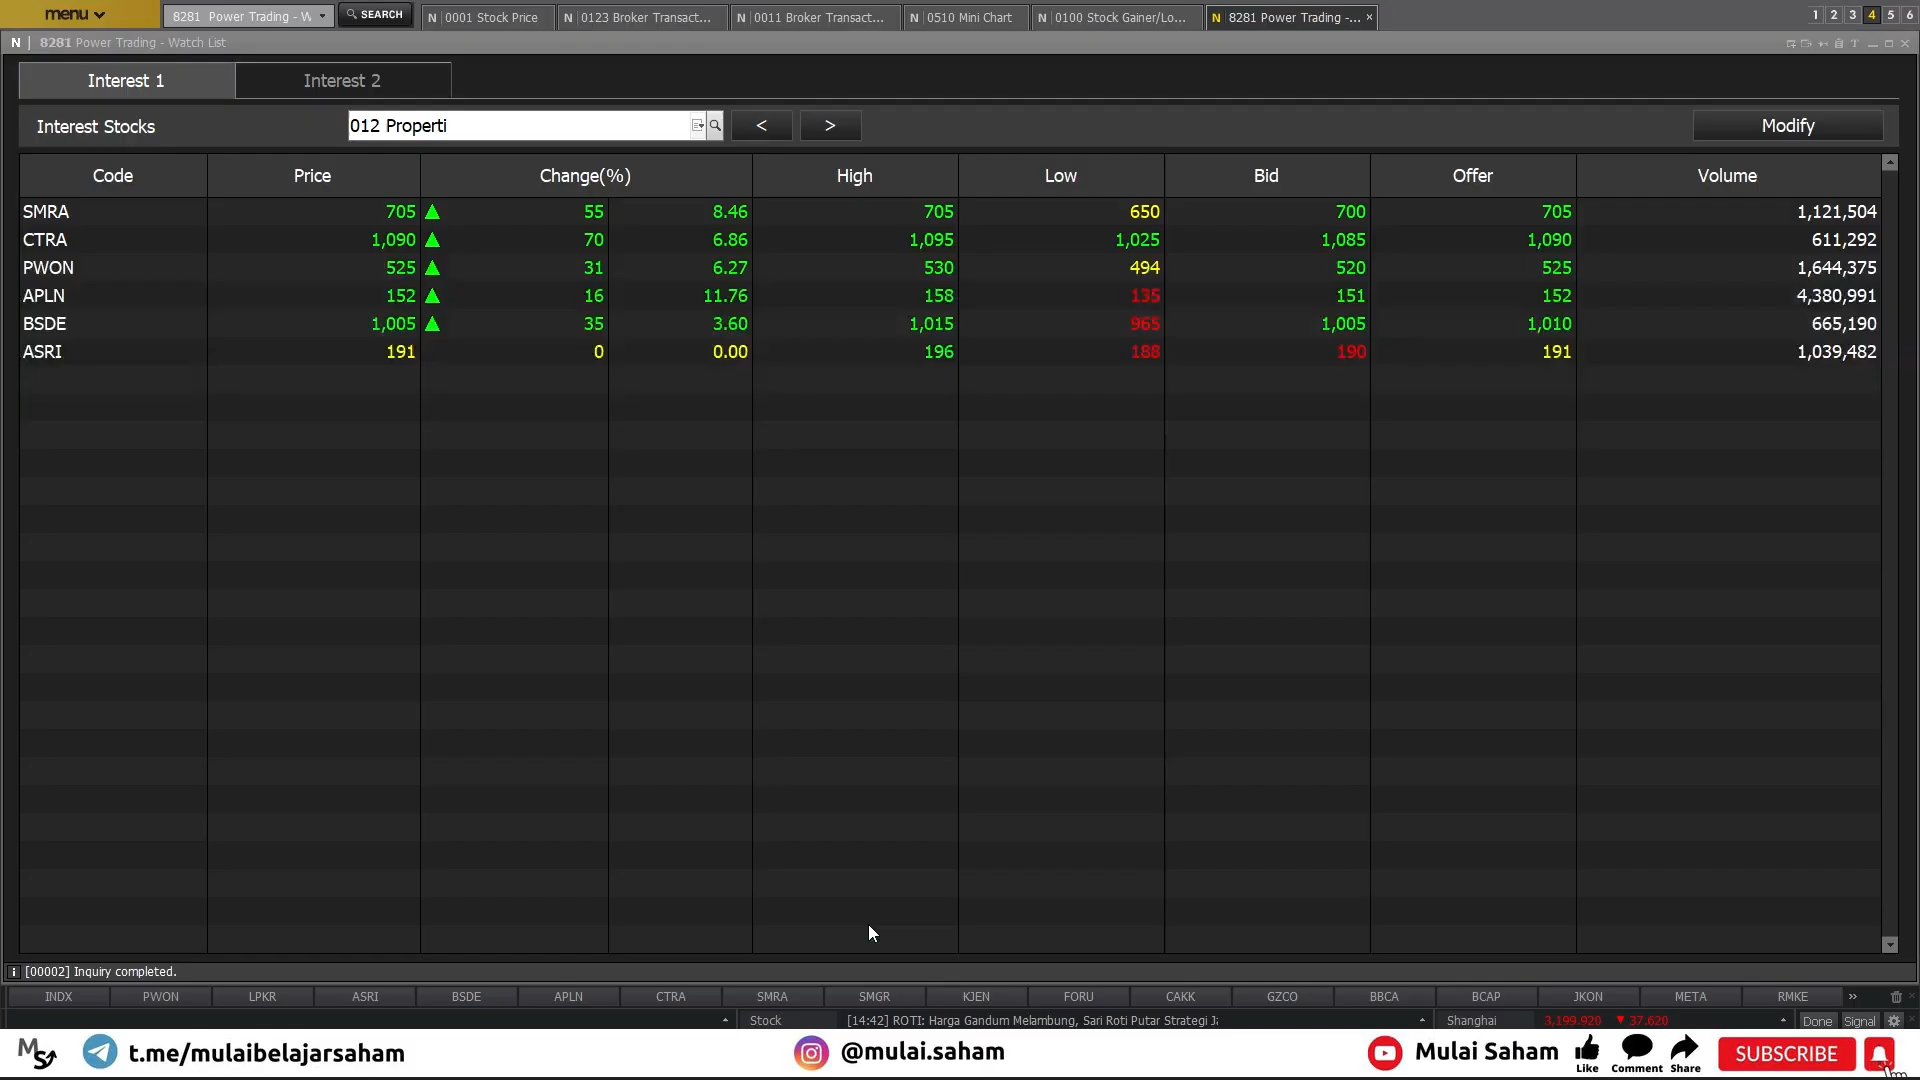 menu
8281 Power Trading - W
SEARCH
N 0001 Stock Price
N 0123 Broker Transact...
N 0011 Broker Transact...
N 0510 Mini Chart
N 0100 Stock Gainer/Lo...
N 8281 Power Trading -... ×
1 2 3 4 5 6
N 8281 Power Trading - Watch List
Interest 1 Interest 2
Interest Stocks 012 Properti < > Modify
Code Price Change(%) High Low Bid Offer Volume
SMRA 705 ▲ 55 8.46 705 650 700 705 1,121,504
CTRA 1,090 ▲ 70 6.86 1,095 1,025 1,085 1,090 611,292
PWON 525 ▲ 31 6.27 530 494 520 525 1,644,375
APLN 152 ▲ 16 11.76 158 135 151 152 4,380,991
BSDE 1,005 ▲ 35 3.60 1,015 965 1,005 1,010 665,190
ASRI 191 0 0.00 196 188 190 191 1,039,482
i [00002] Inquiry completed.
INDX PWON LPKR ASRI BSDE APLN CTRA SMRA SMGR KJEN FORU CAKK GZCO BBCA BCAP JKON META RMKE »
Stock [14:42] ROTI: Harga Gandum Melambung, Sari Roti Putar Strategi Shanghai 3,199.920 ▼ 37.620 Done Signal
MS t.me/mulaibelajarsaham @mulai.saham Mulai Saham Like Comment Share SUBSCRIBE